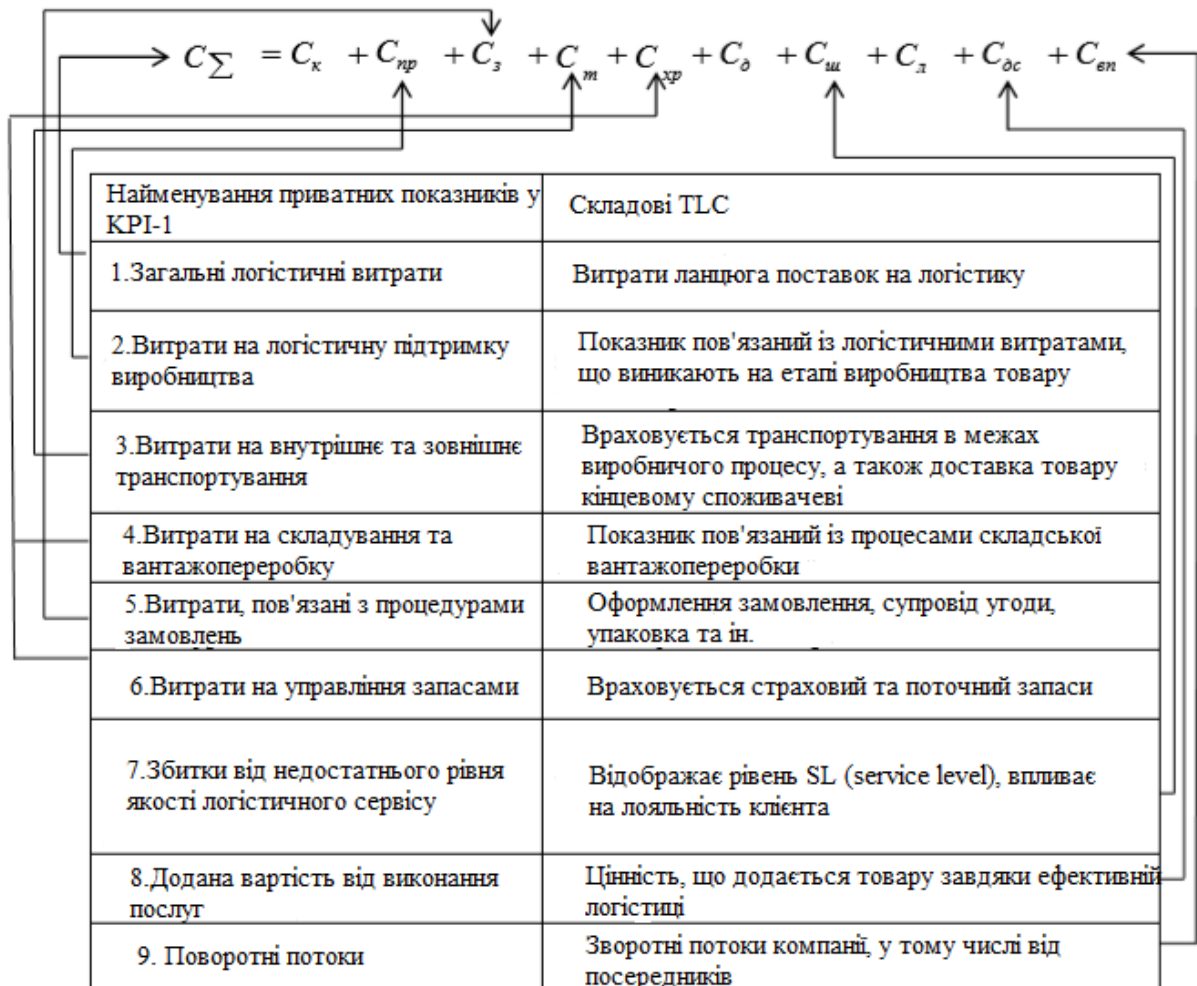 C∑ = Cк + Cпр + Cз + Cт + Cхр + Cд + Cш + Cл + Cдс + Cвп
Найменування приватних показників у
KPI-1
Складові TLC
1.Загальні логістичні витрати
Витрати ланцюга поставок на логістику
2.Витрати на логістичну підтримку
виробництва
Показник пов'язаний із логістичними витратами,
що виникають на етапі виробництва товару
3.Витрати на внутрішнє та зовнішнє
транспортування
Враховується транспортування в межах
виробничого процесу, а також доставка товару
кінцевому споживачеві
4.Витрати на складування та
вантажопереробку
Показник пов'язаний із процесами складської
вантажопереробки
5.Витрати, пов'язані з процедурами
замовлень
Оформлення замовлення, супровід угоди,
упаковка та ін.
6.Витрати на управління запасами
Враховується страховий та поточний запаси
7.Збитки від недостатнього рівня
якості логістичного сервісу
Відображає рівень SL (service level), впливає
на лояльність клієнта
8.Додана вартість від виконання
послуг
Цінність, що додається товару завдяки ефективній
логістиці
9. Поворотні потоки
Зворотні потоки компанії, у тому числі від
посередників